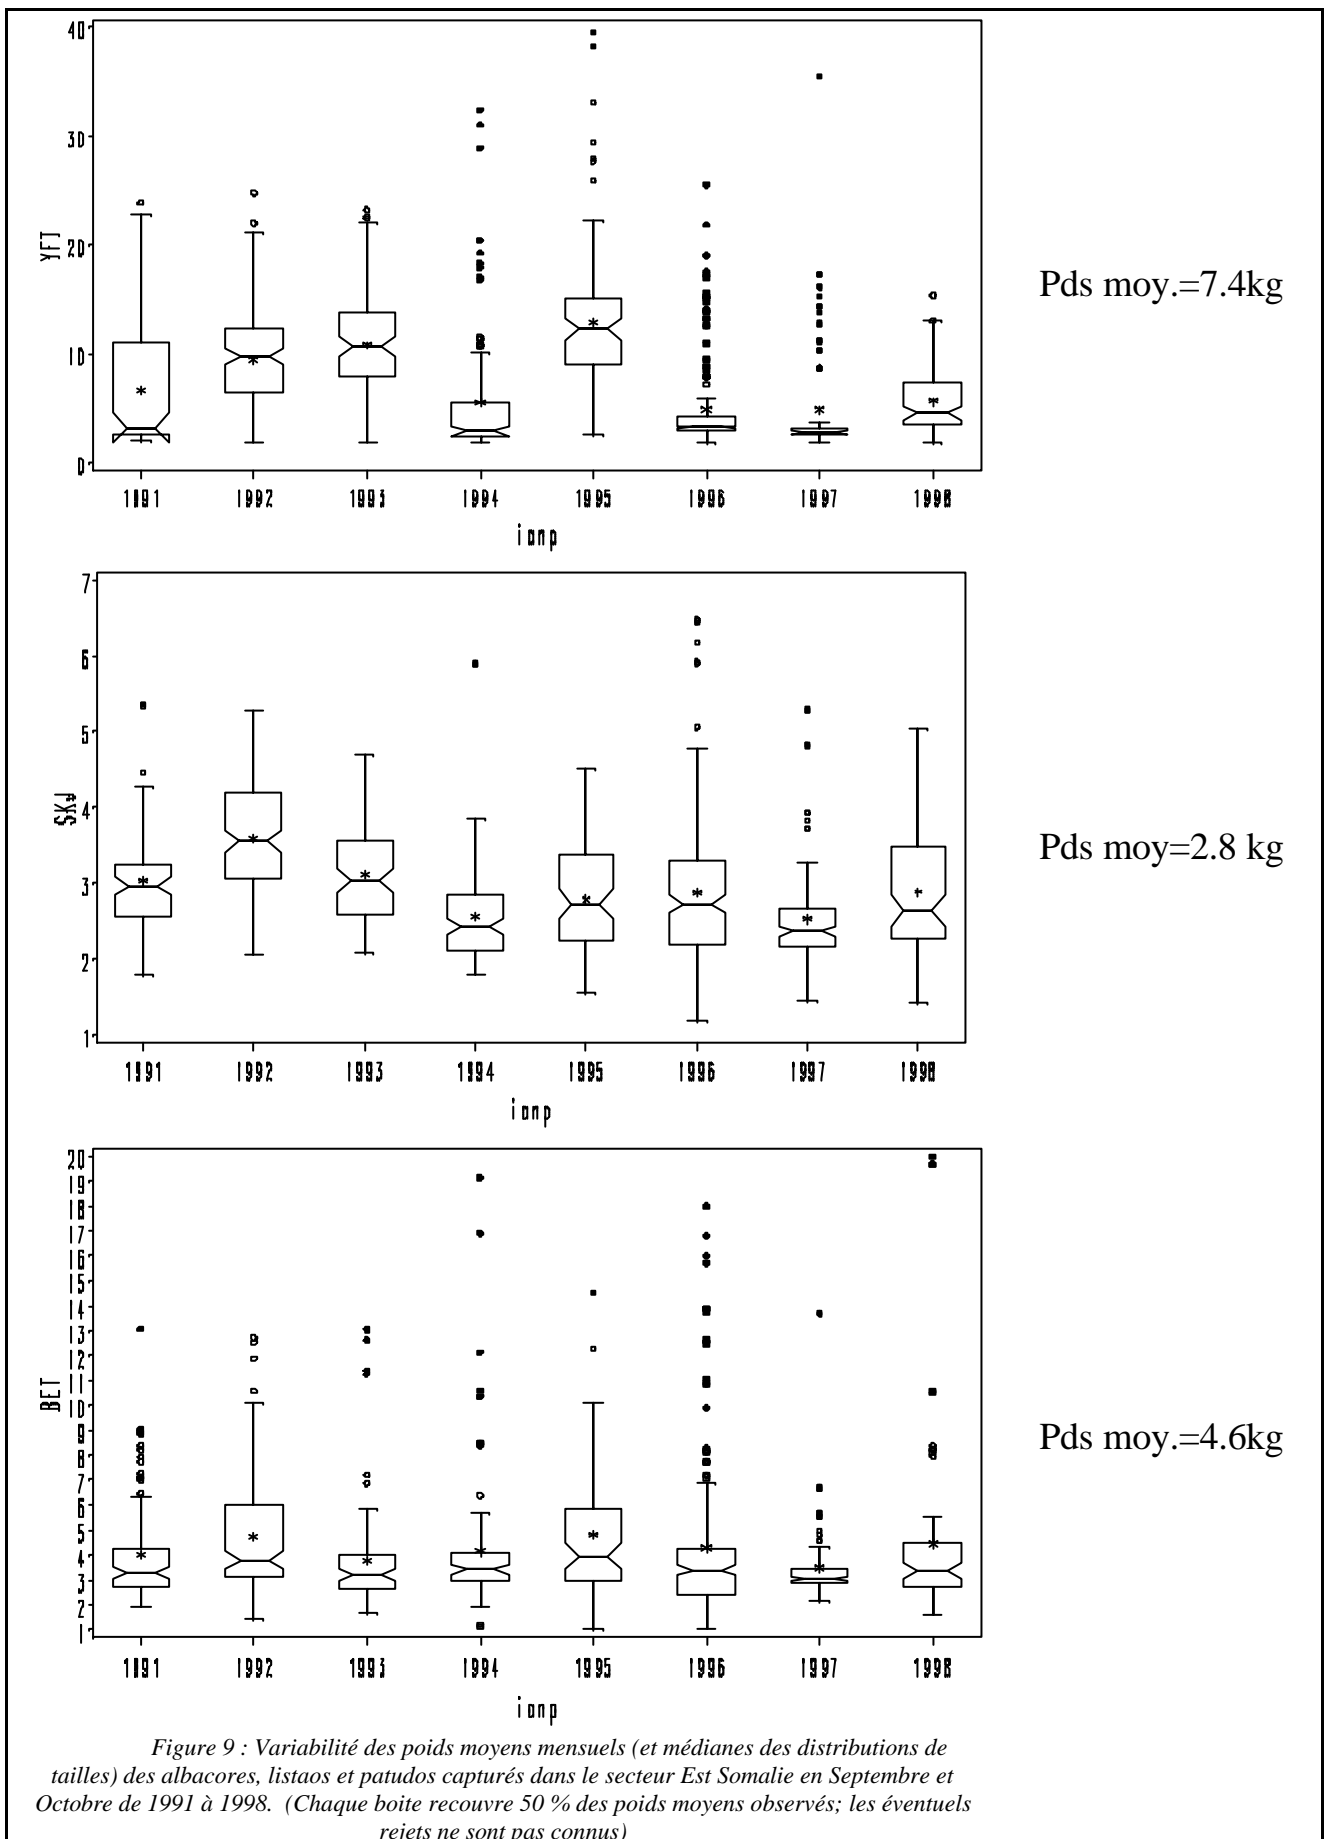 40
30
20
10
0
YFT
1991 1992 1993 1994 1995 1996 1997 1998
ianp
Pds moy.=7.4kg
7
6
5
4
3
2
1
SKJ
1991 1992 1993 1994 1995 1996 1997 1998
ianp
Pds moy=2.8 kg
20
19
18
17
16
15
14
13
12
11
10
9
8
7
6
5
4
3
2
1
BET
1991 1992 1993 1994 1995 1996 1997 1998
ianp
Pds moy.=4.6kg
Figure 9 : Variabilité des poids moyens mensuels (et médianes des distributions de
tailles) des albacores, listaos et patudos capturés dans le secteur Est Somalie en Septembre et
Octobre de 1991 à 1998. (Chaque boite recouvre 50 % des poids moyens observés; les éventuels
rejets ne sont pas connus)